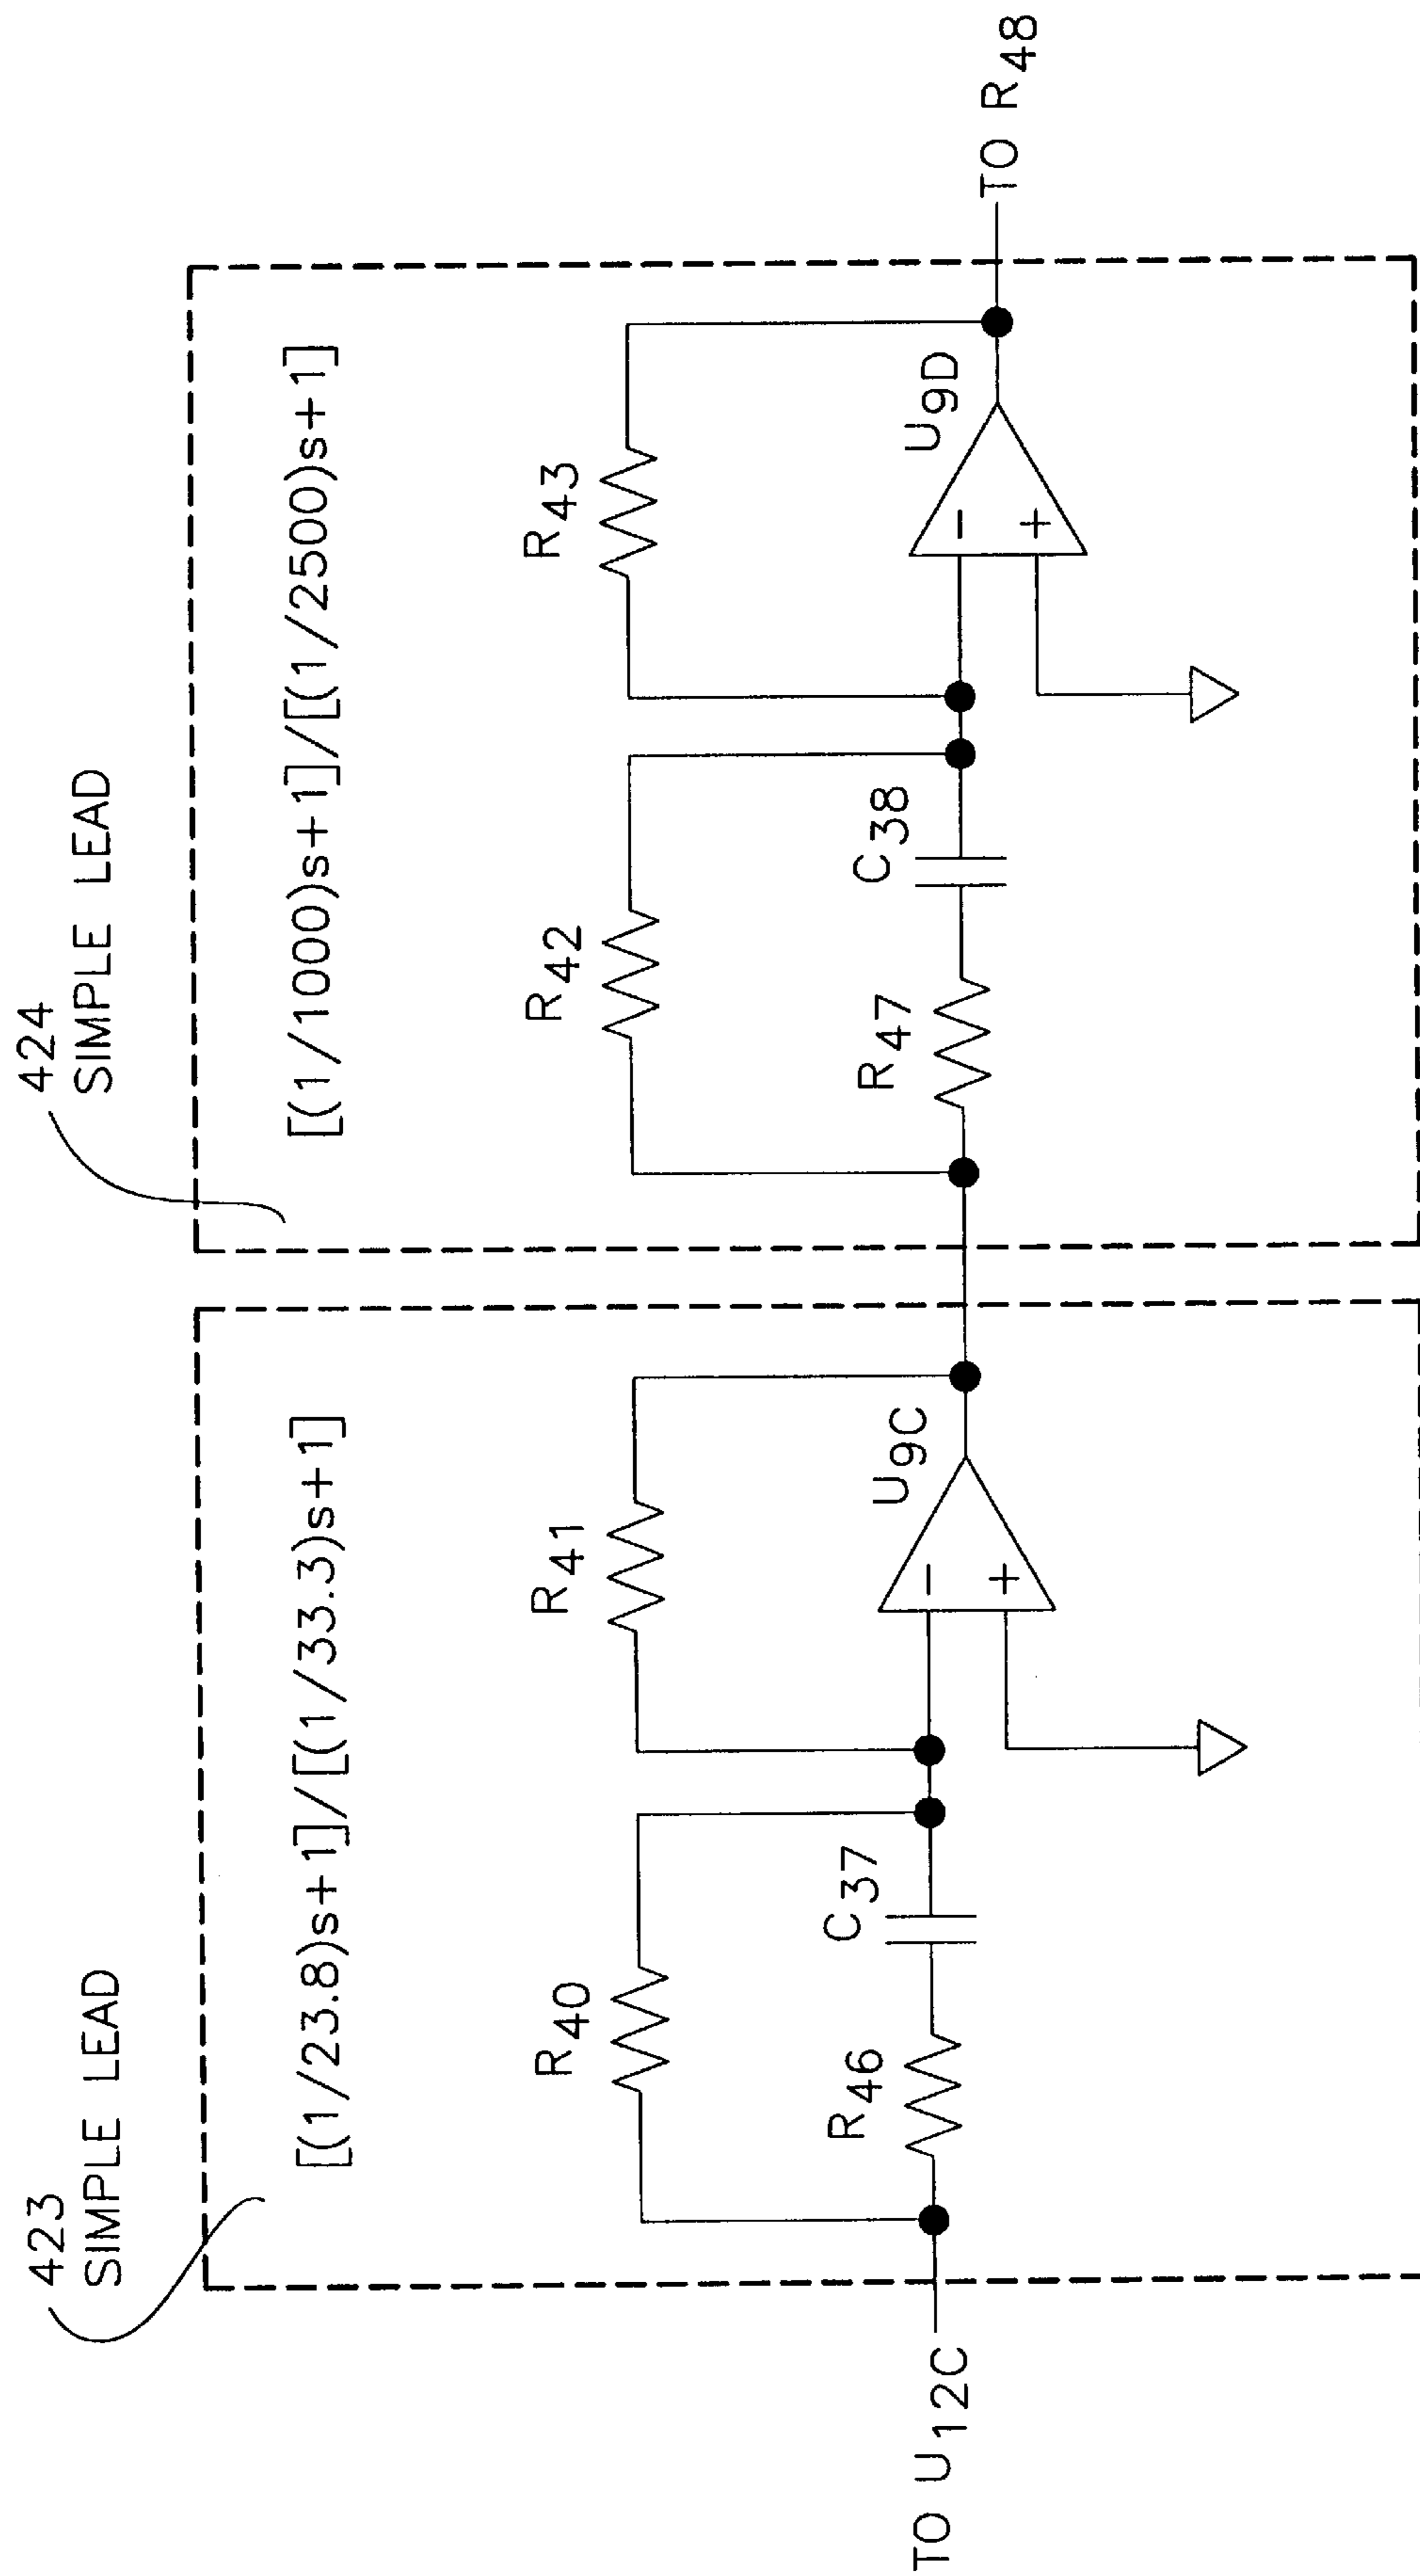 423
SIMPLE LEAD
424
SIMPLE LEAD
[(1/23.8)s+1]/[(1/33.3)s+1]
[(1/1000)s+1]/[(1/2500)s+1]
R40
R41
R42
R43
R46
C37
U9C
R47
C38
U9D
- 
+
-
+
TO U12C
TO R48